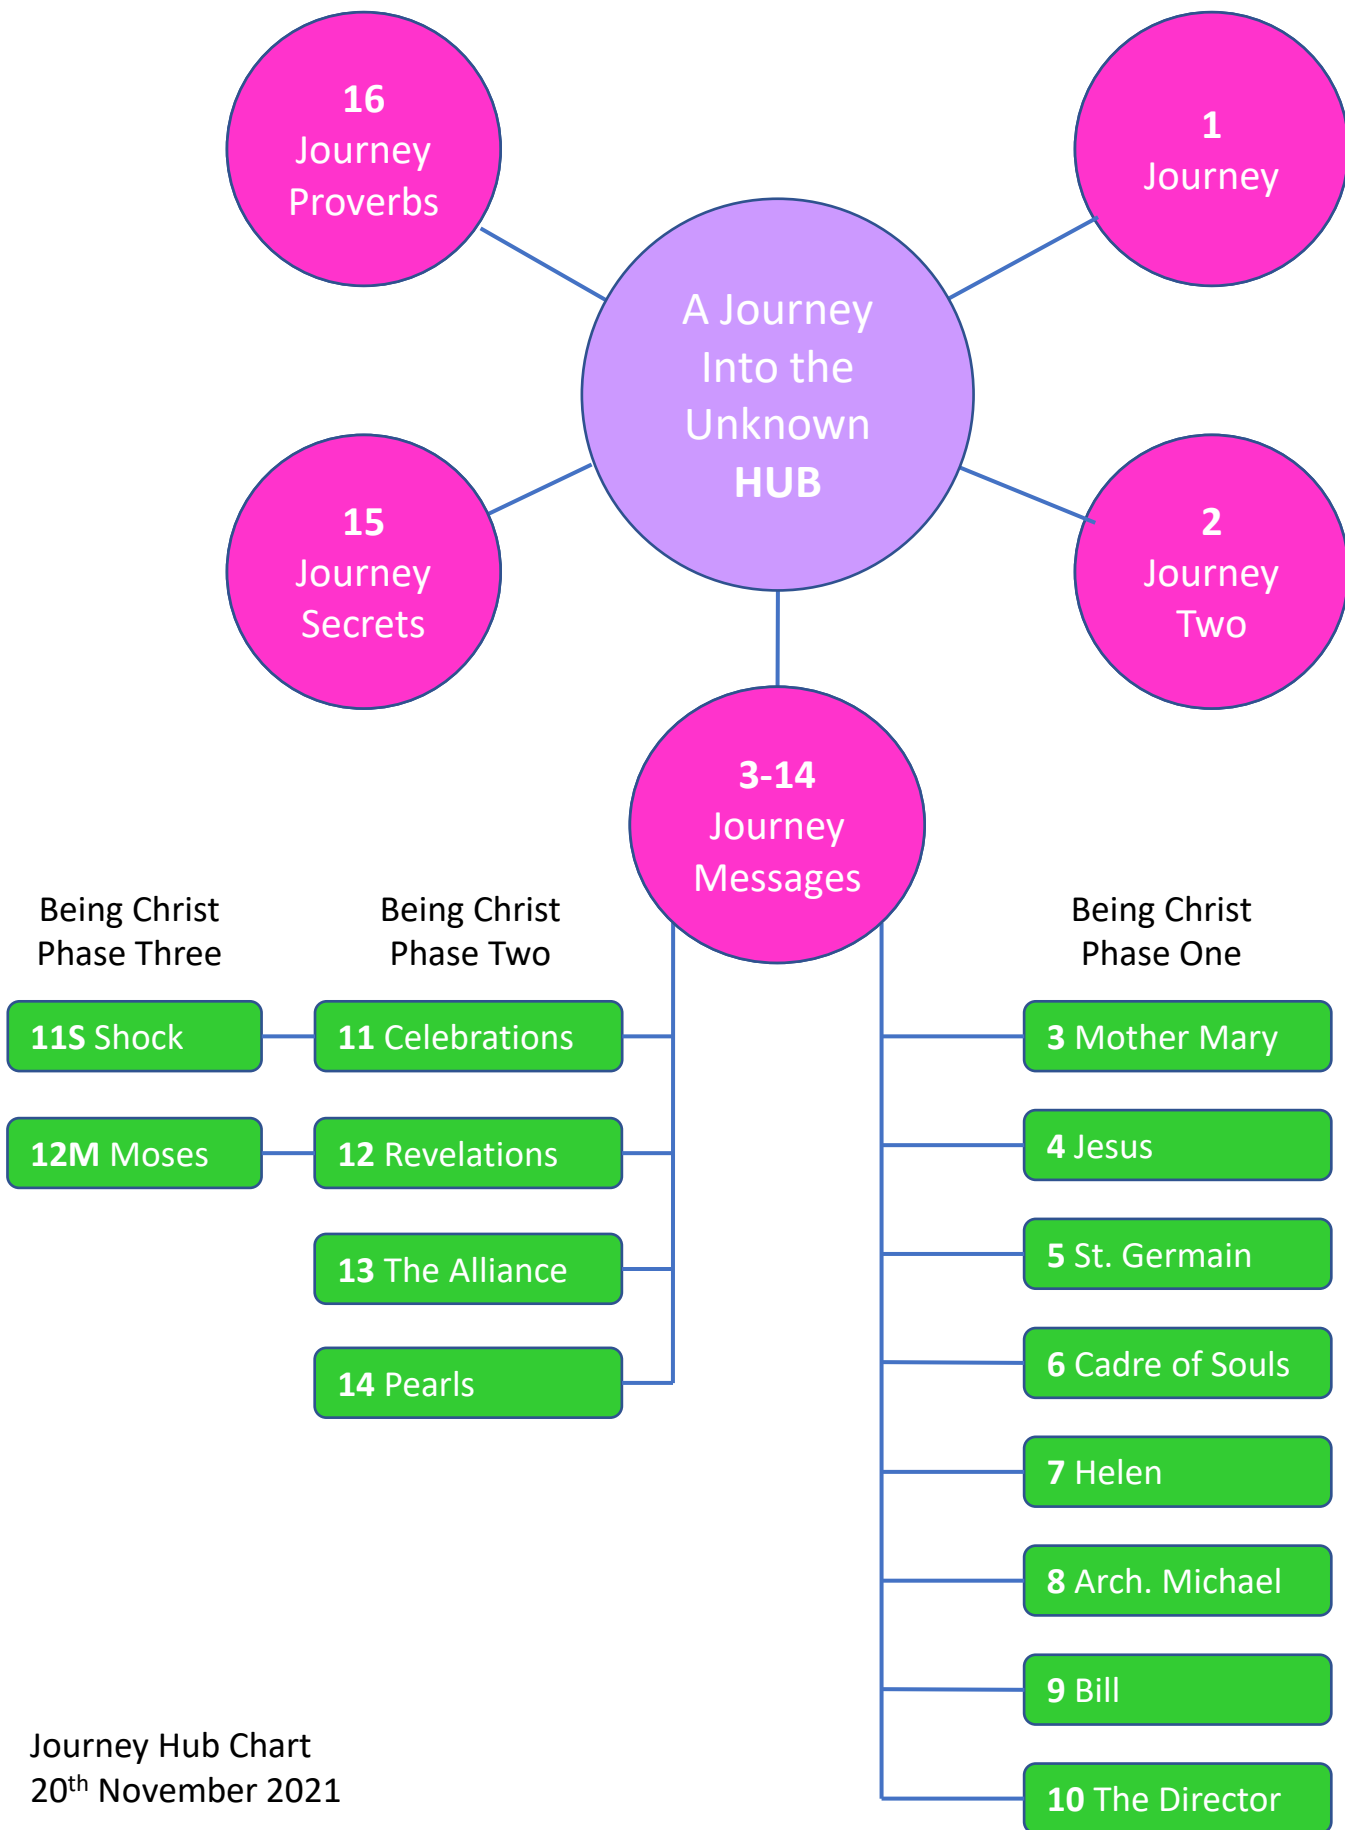 16
Journey
Proverbs
1
Journey
A Journey
Into the
Unknown
HUB
15
Journey
Secrets
2
Journey
Two
3-14
Journey
Messages
Being Christ
Phase Three
Being Christ
Phase Two
Being Christ
Phase One
11S Shock
11 Celebrations
3 Mother Mary
12M Moses
12 Revelations
4 Jesus
13 The Alliance
5 St. Germain
14 Pearls
6 Cadre of Souls
7 Helen
8 Arch. Michael
9 Bill
10 The Director
Journey Hub Chart
20th November 2021